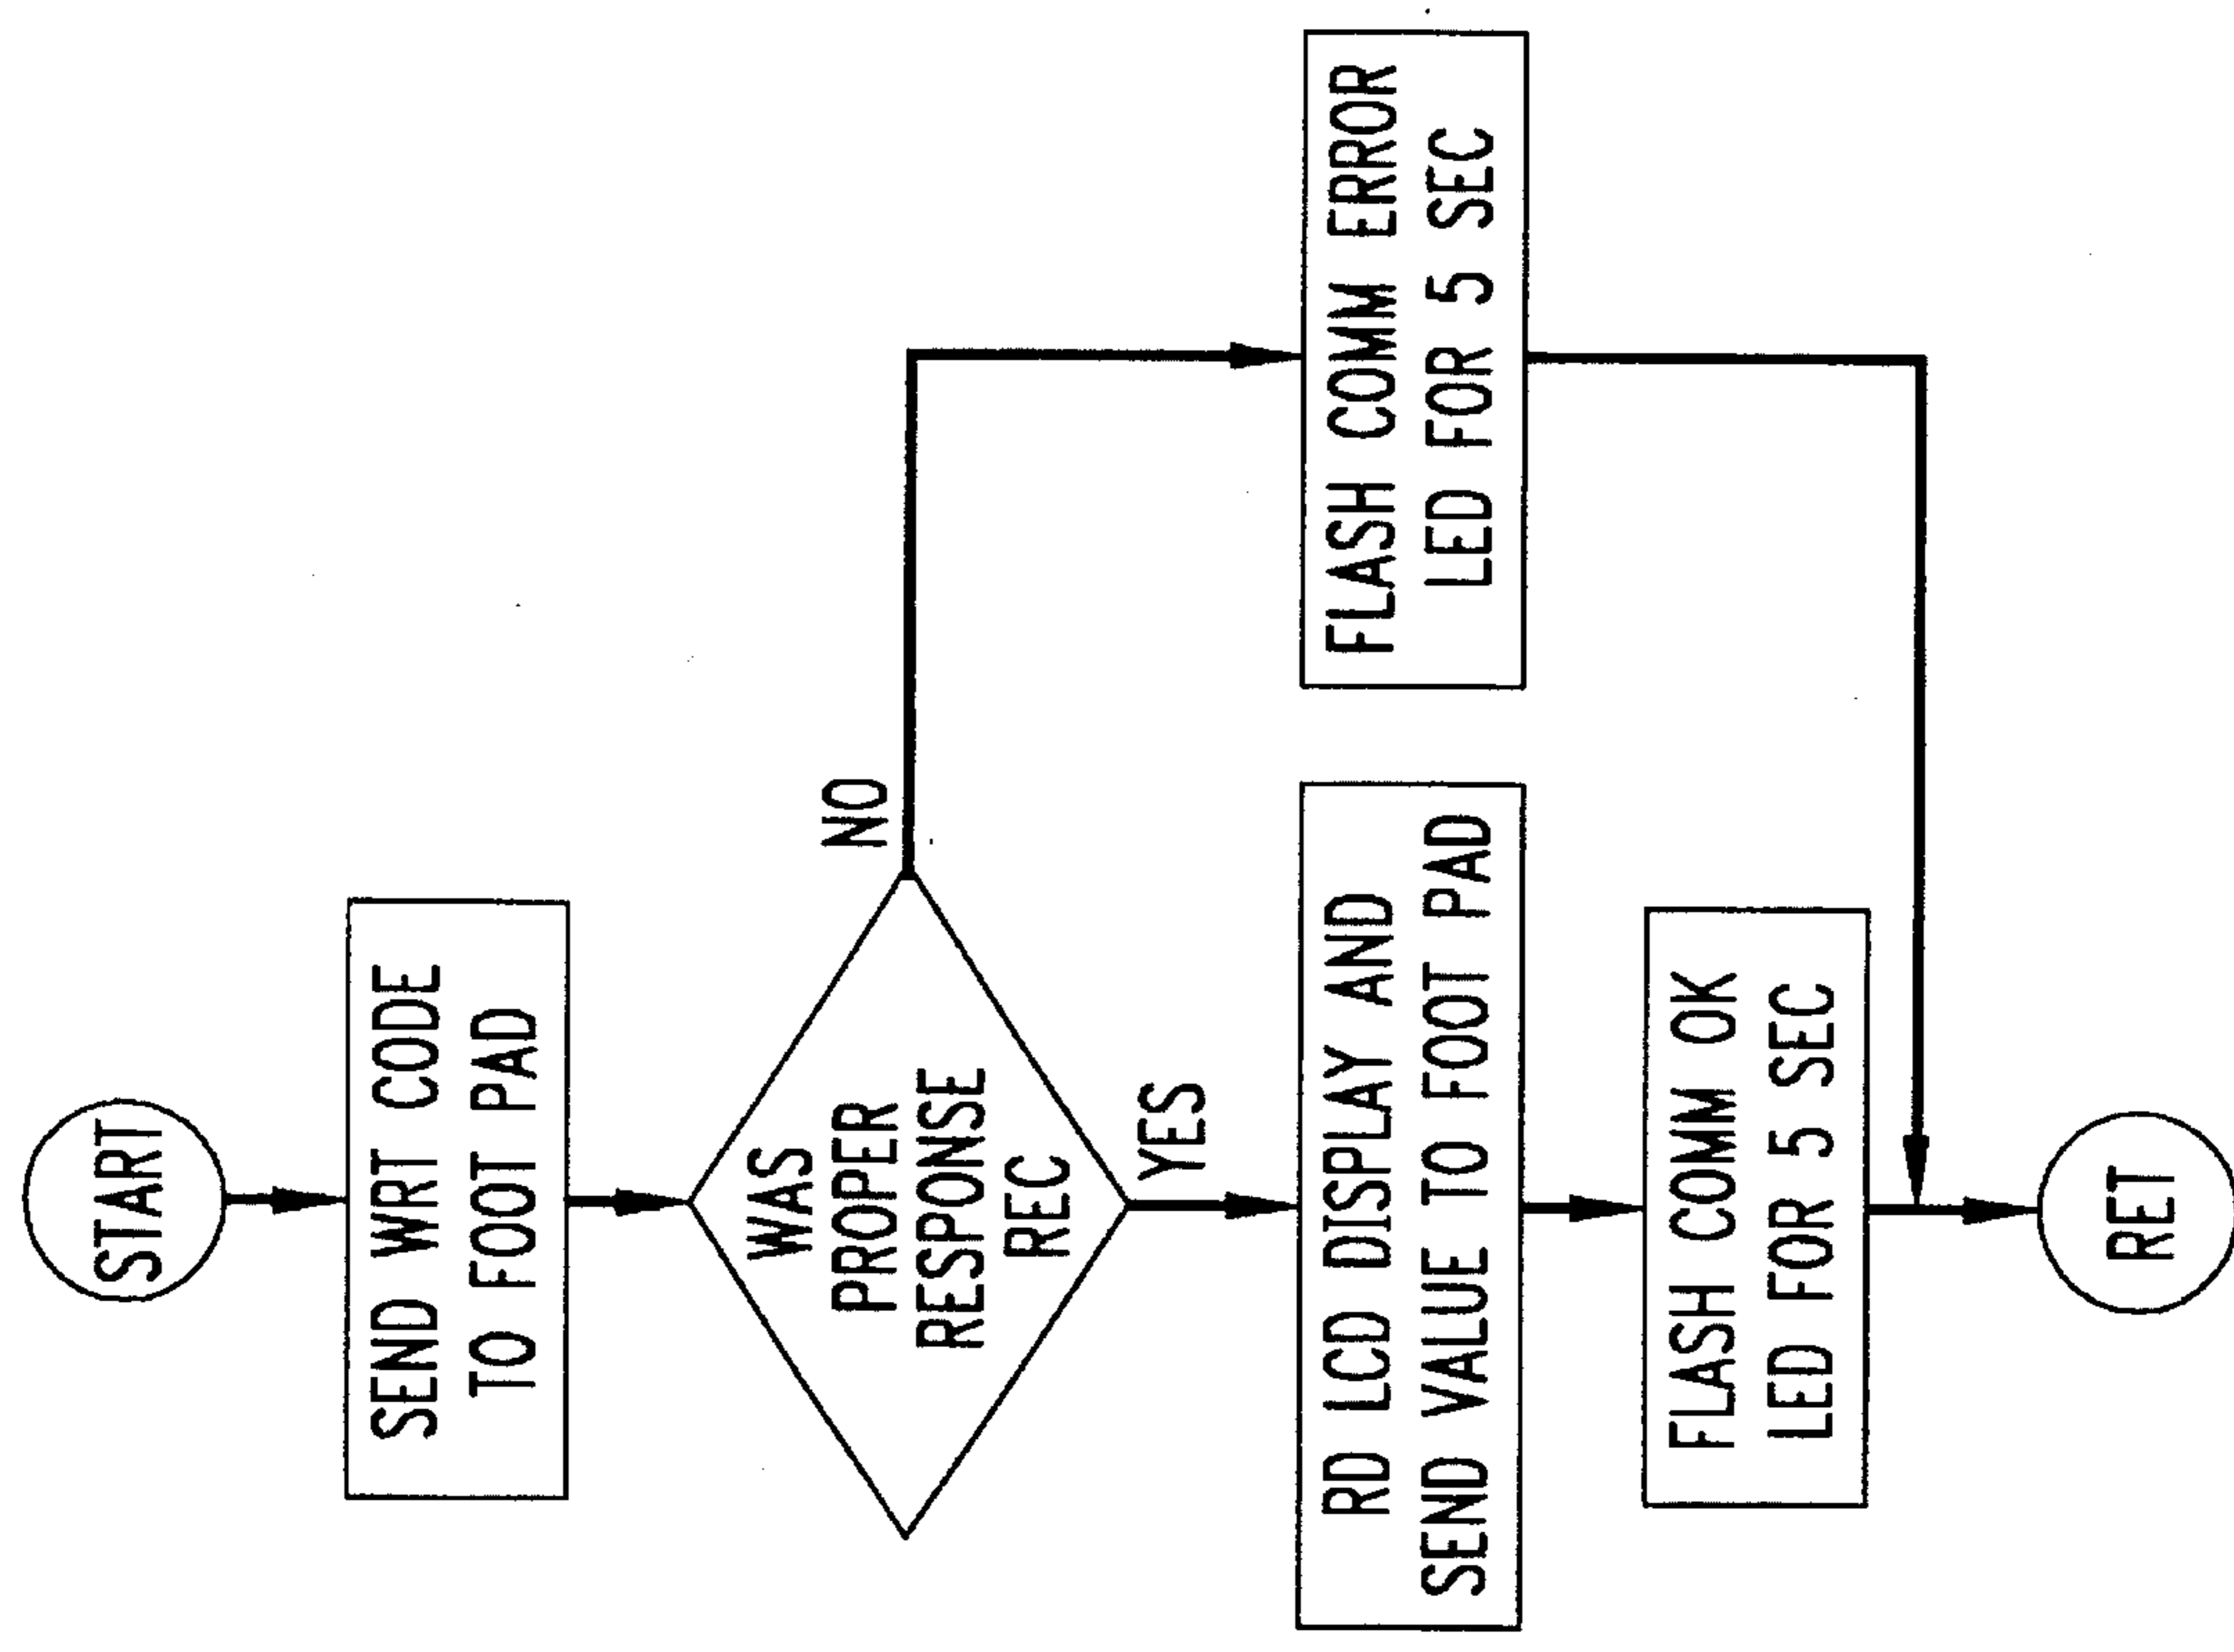 START
SEND WRT CODE
TO FOOT PAD
WAS
PROPER
RESPONSE
REC
NO
YES
RD LCD DISPLAY AND
SEND VALUE TO FOOT PAD
FLASH COMM ERROR
LED FOR 5 SEC
FLASH COMM OK
LED FOR 5 SEC
RET